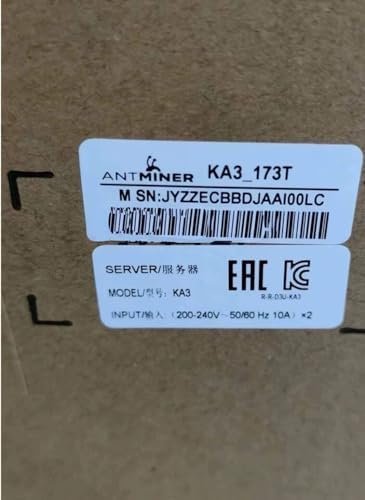 ANTMINER KA3_173T
M SN:JYZZECBBDJAAI00LC
SERVER/服务器
MODEL/型号: KA3
EAC
R-R-D3U-KA3
INPUT/输入: (200-240V~50/60 Hz 10A) ×2